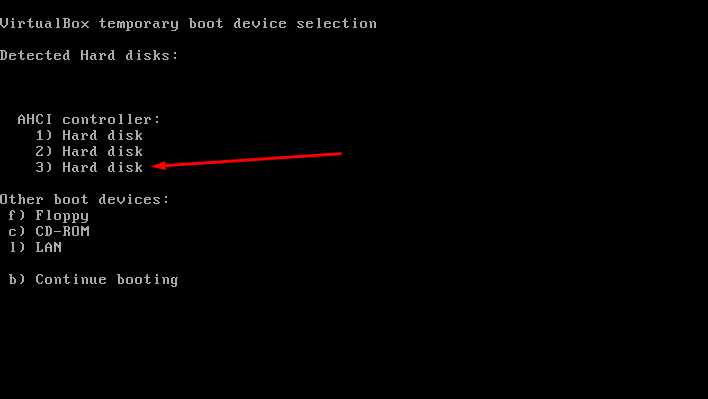 VirtualBox temporary boot device selection
Detected Hard disks:
AHCI controller:
1) Hard disk
2) Hard disk
3) Hard disk
Other boot devices:
f) Floppy
c) CD-ROM
l) LAN
b) Continue booting